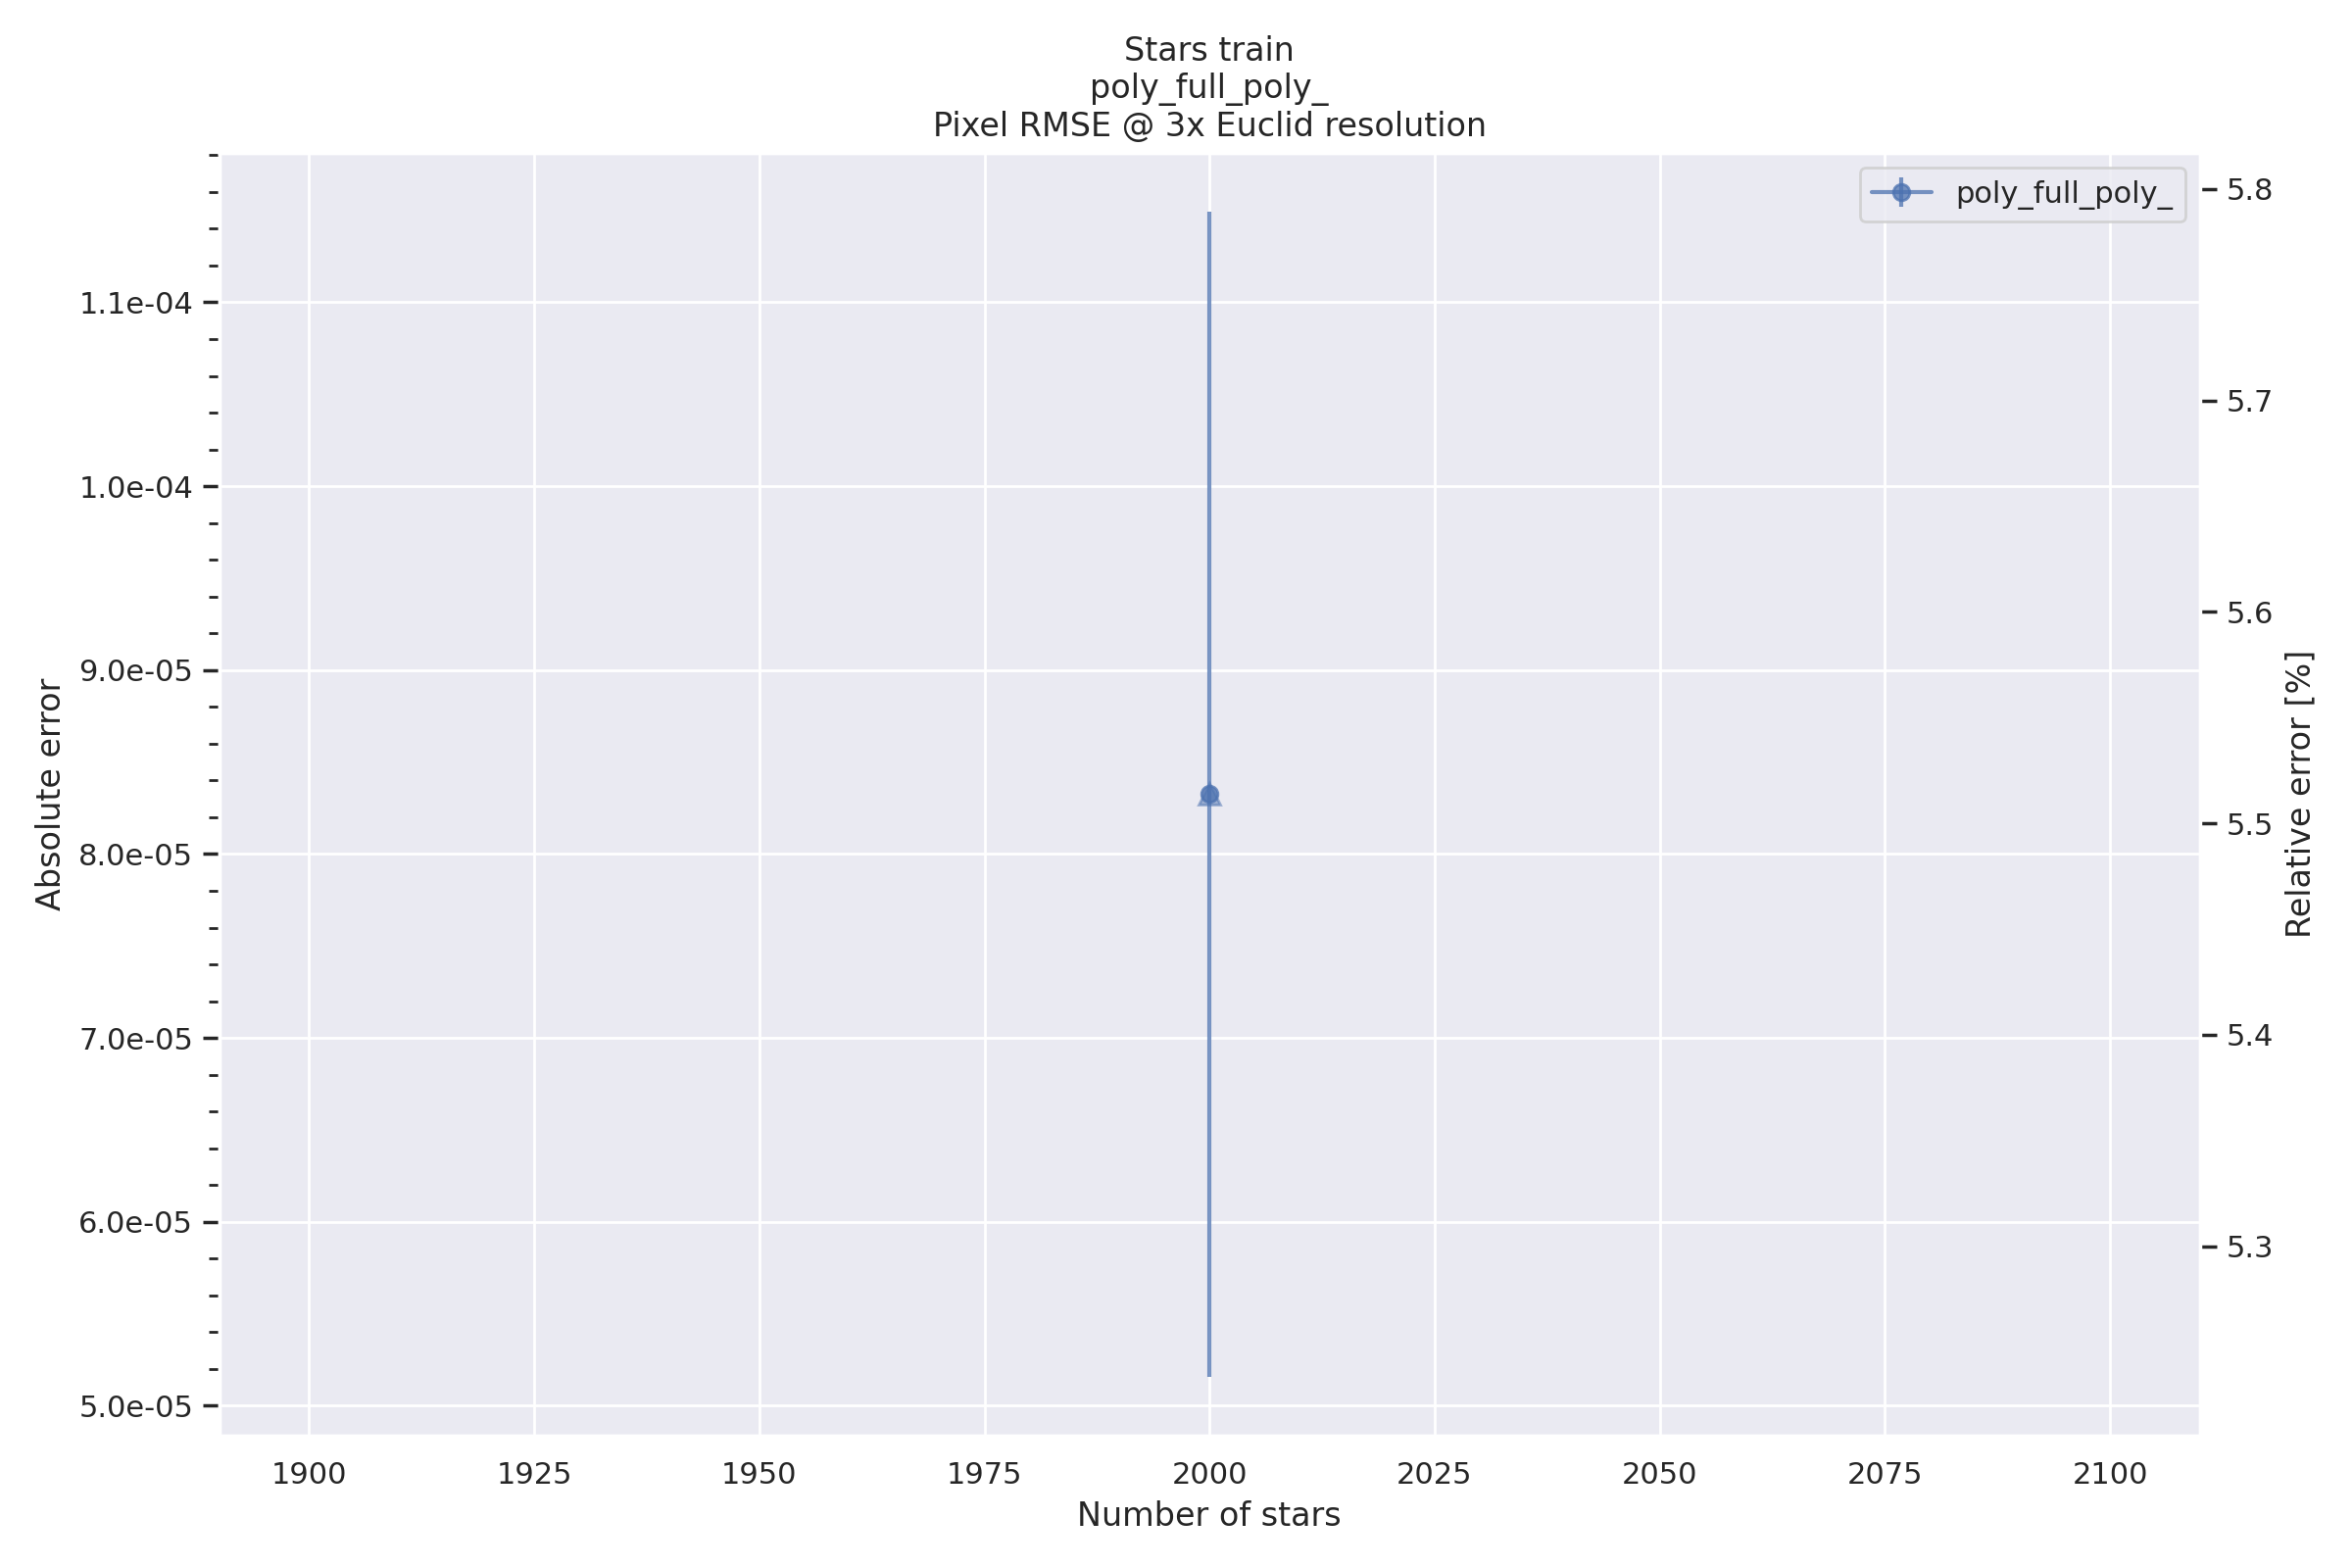 Stars train
poly_full_poly_
Pixel RMSE @ 3x Euclid resolution
poly_full_poly_
Absolute error
1.1e-04
1.0e-04
9.0e-05
8.0e-05
7.0e-05
6.0e-05
5.0e-05
5.8
5.7
5.6
5.5
5.4
5.3
Relative error [%]
1900 1925 1950 1975 2000 2025 2050 2075 2100
Number of stars